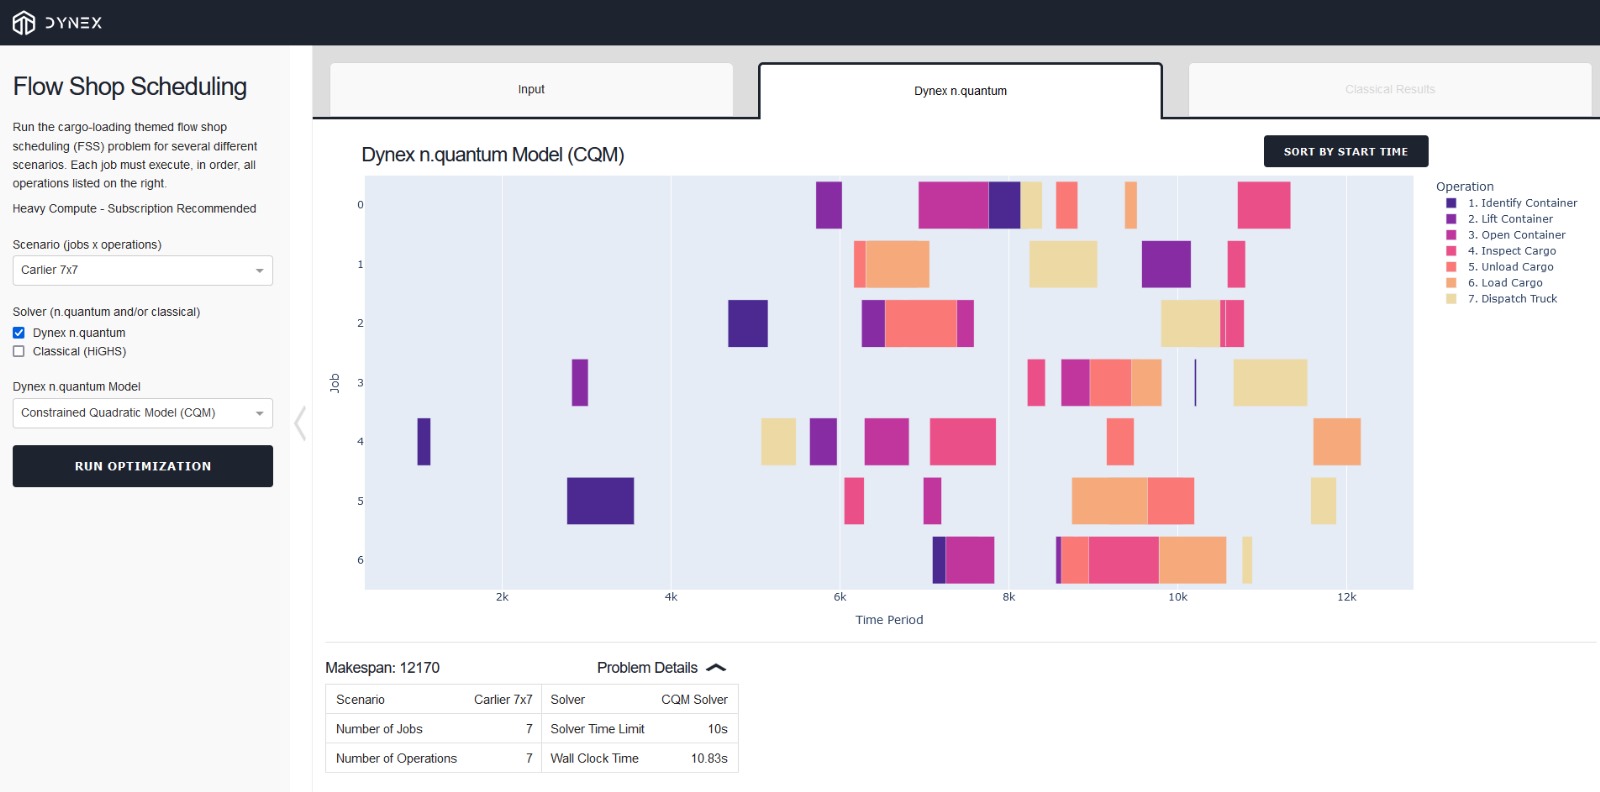 DYNEX
Flow Shop Scheduling
Run the cargo-loading themed flow shop
scheduling (FSS) problem for several different
scenarios. Each job must execute, in order, all
operations listed on the right.
Heavy Compute - Subscription Recommended
Scenario (jobs x operations)
Carlier 7x7
Solver (n.quantum and/or classical)
Dynex n.quantum
Classical (HiGHS)
Dynex n.quantum Model
Constrained Quadratic Model (CQM)
RUN OPTIMIZATION
Input
Dynex n.quantum
Classical Results
Dynex n.quantum Model (CQM)
SORT BY START TIME
Operation
1. Identify Container
2. Lift Container
3. Open Container
4. Inspect Cargo
5. Unload Cargo
6. Load Cargo
7. Dispatch Truck
Job
0
1
2
3
4
5
6
2k 4k 6k 8k 10k 12k
Time Period
Makespan: 12170
Problem Details
Scenario Carlier 7x7 Solver CQM Solver
Number of Jobs 7 Solver Time Limit 10s
Number of Operations 7 Wall Clock Time 10.83s